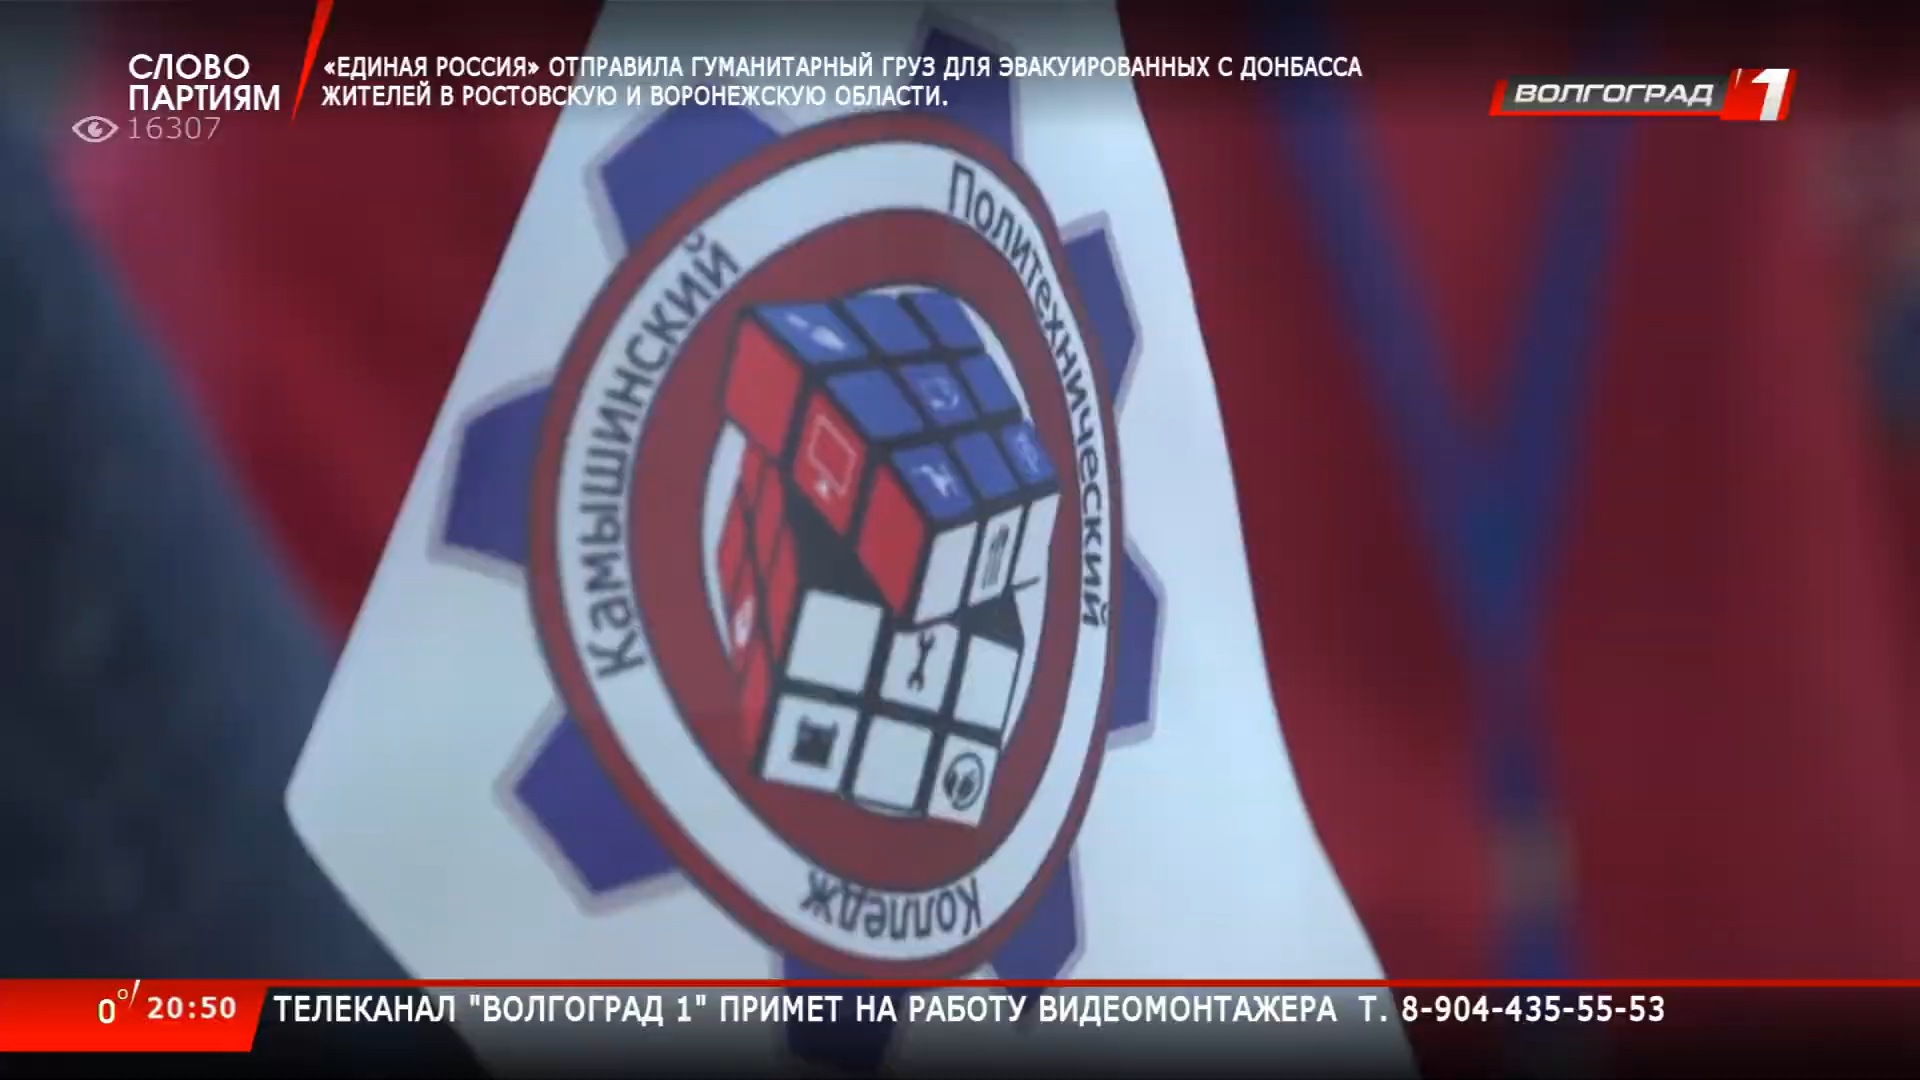 СЛОВО
ПАРТИЯМ
16307
«ЕДИНАЯ РОССИЯ» ОТПРАВИЛА ГУМАНИТАРНЫЙ ГРУЗ ДЛЯ ЭВАКУИРОВАННЫХ С ДОНБАССА
ЖИТЕЛЕЙ В РОСТОВСКУЮ И ВОРОНЕЖСКУЮ ОБЛАСТИ.
ВОЛГОГРАД 1
Камышинский
Политехнический
Колледж
0° 20:50
ТЕЛЕКАНАЛ "ВОЛГОГРАД 1" ПРИМЕТ НА РАБОТУ ВИДЕОМОНТАЖЕРА Т. 8-904-435-55-53